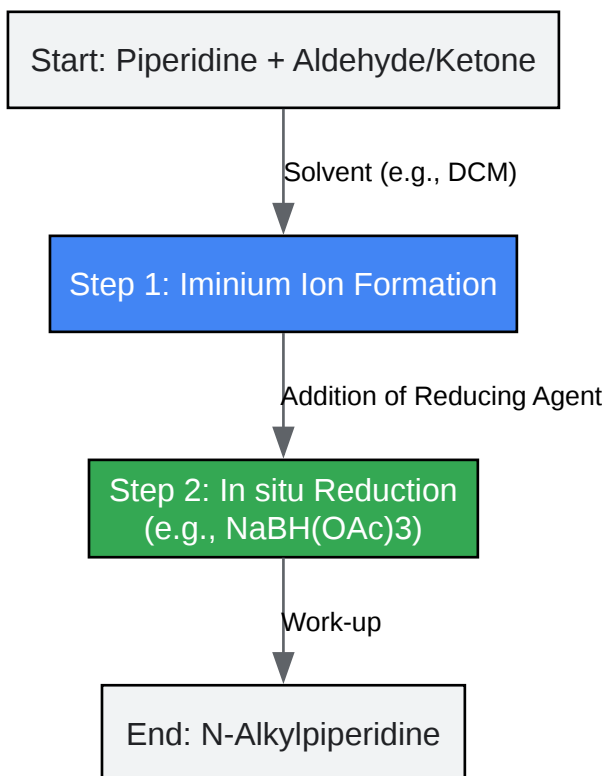 Start: Piperidine + Aldehyde/Ketone
Solvent (e.g., DCM)
Step 1: Iminium Ion Formation
Addition of Reducing Agent
Step 2: In situ Reduction
(e.g., NaBH(OAc)3)
Work-up
End: N-Alkylpiperidine